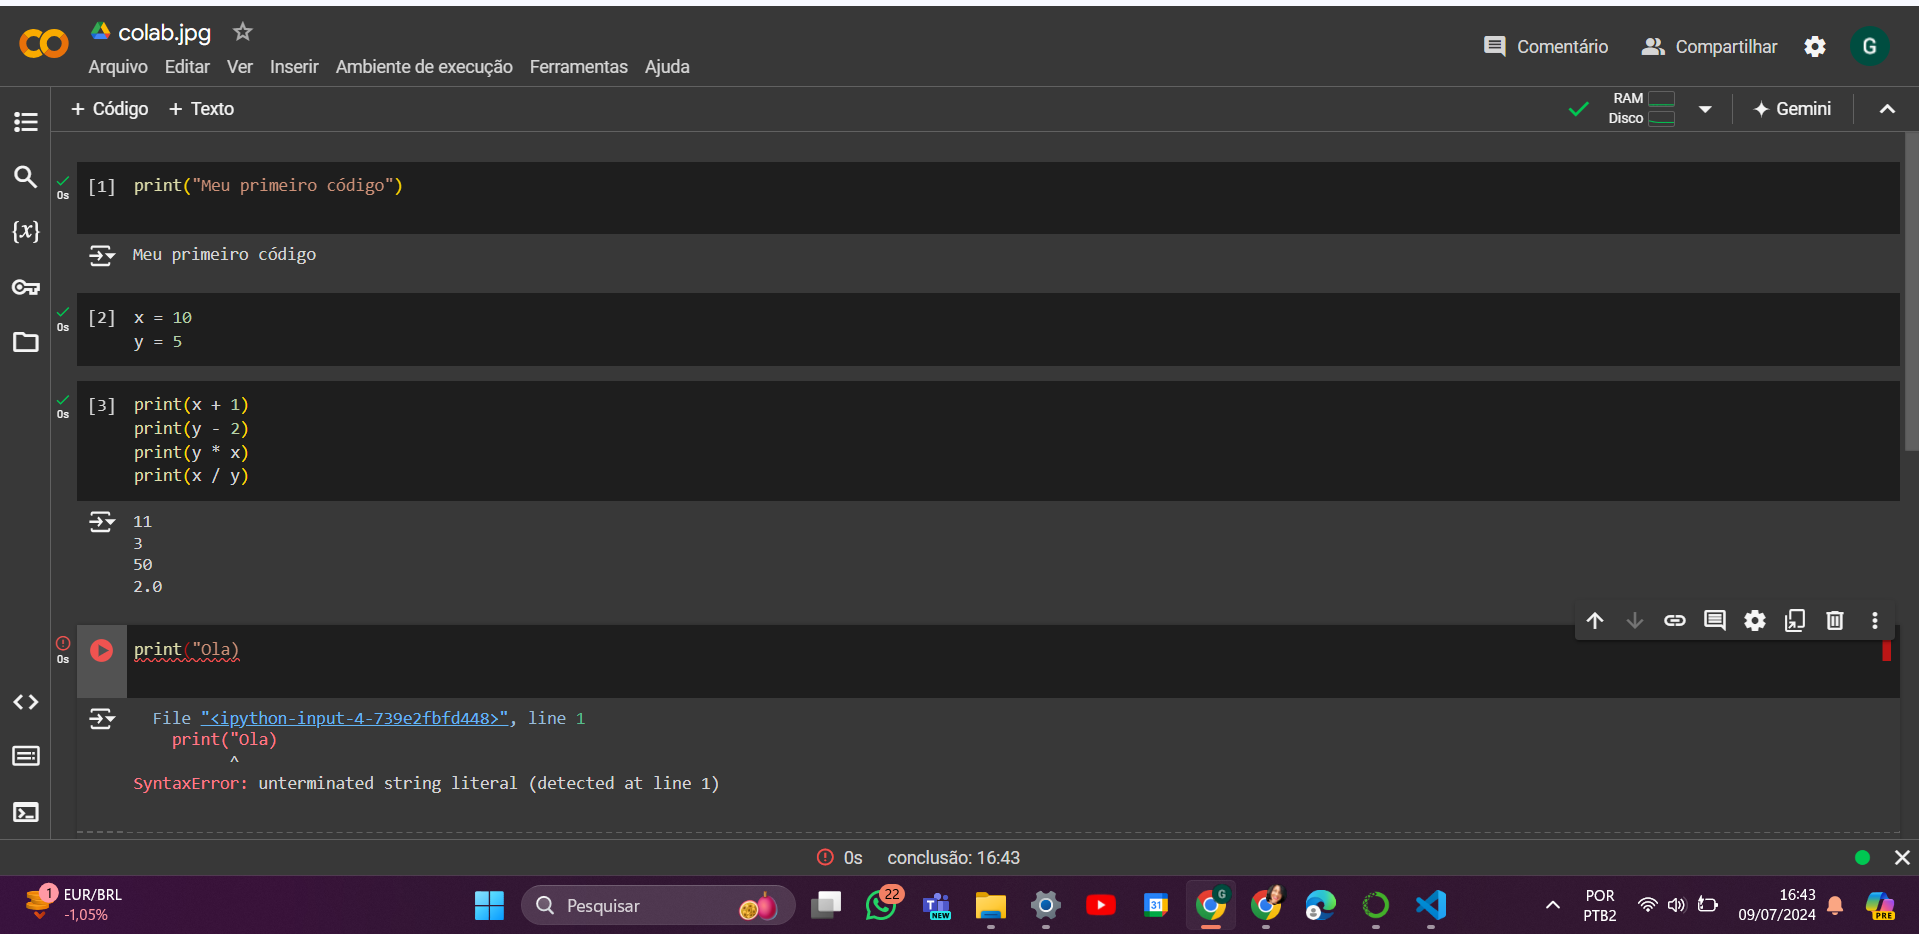 colab.jpg
Arquivo Editar Ver Inserir Ambiente de execução Ferramentas Ajuda
Comentário Compartilhar G
+ Código + Texto
RAM
Disco
Gemini
0s
[1] print("Meu primeiro código")
Meu primeiro código
0s
[2] x = 10
y = 5
0s
[3] print(x + 1)
print(y - 2)
print(y * x)
print(x / y)
11
3
50
2.0
{x}
0s
print("Ola)
File "<ipython-input-4-739e2fbfd448>", line 1
print("Ola)
^
SyntaxError: unterminated string literal (detected at line 1)
0s conclusão: 16:43
1
EUR/BRL
-1,05%
Pesquisar
22
NEW
31
G
POR
PTB2
16:43
09/07/2024
PRE